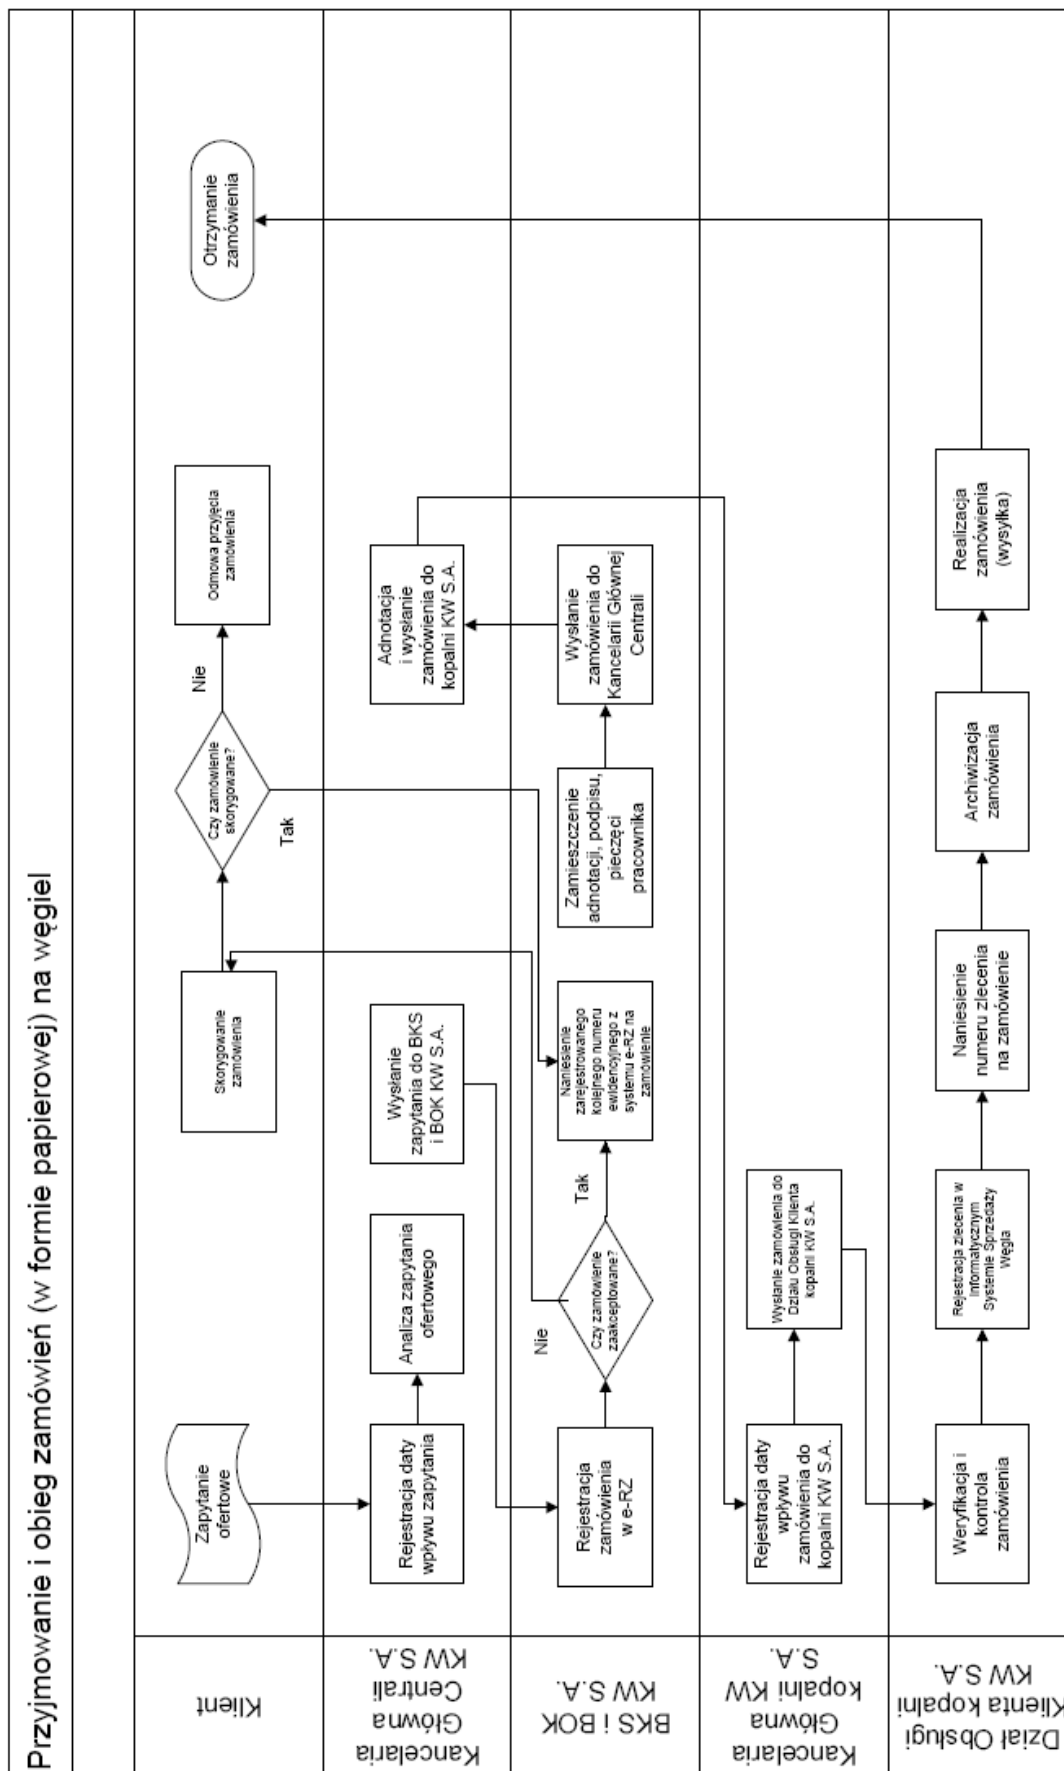 Przyjmowanie i obieg zamówień (w formie papierowej) na węgiel
Klient
Zapytanie
ofertowe
Skorygowanie
zamówienia
Czy zamówienie
skorygowane?
Nie
Tak
Odmowa przyjęcia
zamówienia
Otrzymanie
zamówienia
Kancelaria
Główna
Centrali
KW S.A.
Rejestracja daty
wpływu zapytania
Analiza zapytania
ofertowego
Wysłanie
zapytania do BKS
i BOK KW S.A.
Adnotacja
i wysłanie
zamówienia do
kopalni KW S.A.
BKS i BOK
KW S.A.
Rejestracja
zamówienia
w e-RZ
Nie
Czy zamówienie
zaakceptowane?
Tak
Naniesienie
zarejestrowanego
kolejnego numeru
ewidencyjnego z
systemu e-RZ na
zamówienie
Zamieszczenie
adnotacji, podpisu,
pieczęci
pracownika
Wysłanie
zamówienia do
Kancelarii Głównej
Centrali
Kancelaria
Główna
kopalni KW
S.A.
Rejestracja daty
wpływu
zamówienia do
kopalni KW S.A.
Wysłanie zamówienia do
Działu Obsługi Klienta
kopalni KW S.A.
Dział Obsługi
Klienta kopalni
KW S.A.
Weryfikacja i
kontrola
zamówienia
Rejestracja zlecenia w
Informatycznym
Systemie Sprzedaży
Węgla
Naniesienie
numeru zlecenia
na zamówienie
Archiwizacja
zamówienia
Realizacja
zamówienia
(wysyłka)